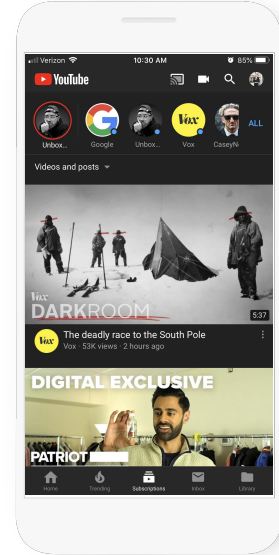 Verizon 10:30 AM 85%
YouTube
Unbox... Google Unbox... Vox CaseyN
ALL
Videos and posts
Vox
DARKROOM
5:37
Vox The deadly race to the South Pole
Vox · 53K views · 2 hours ago
DIGITAL EXCLUSIVE
PATRIOT
Home Trending Subscriptions Inbox Library